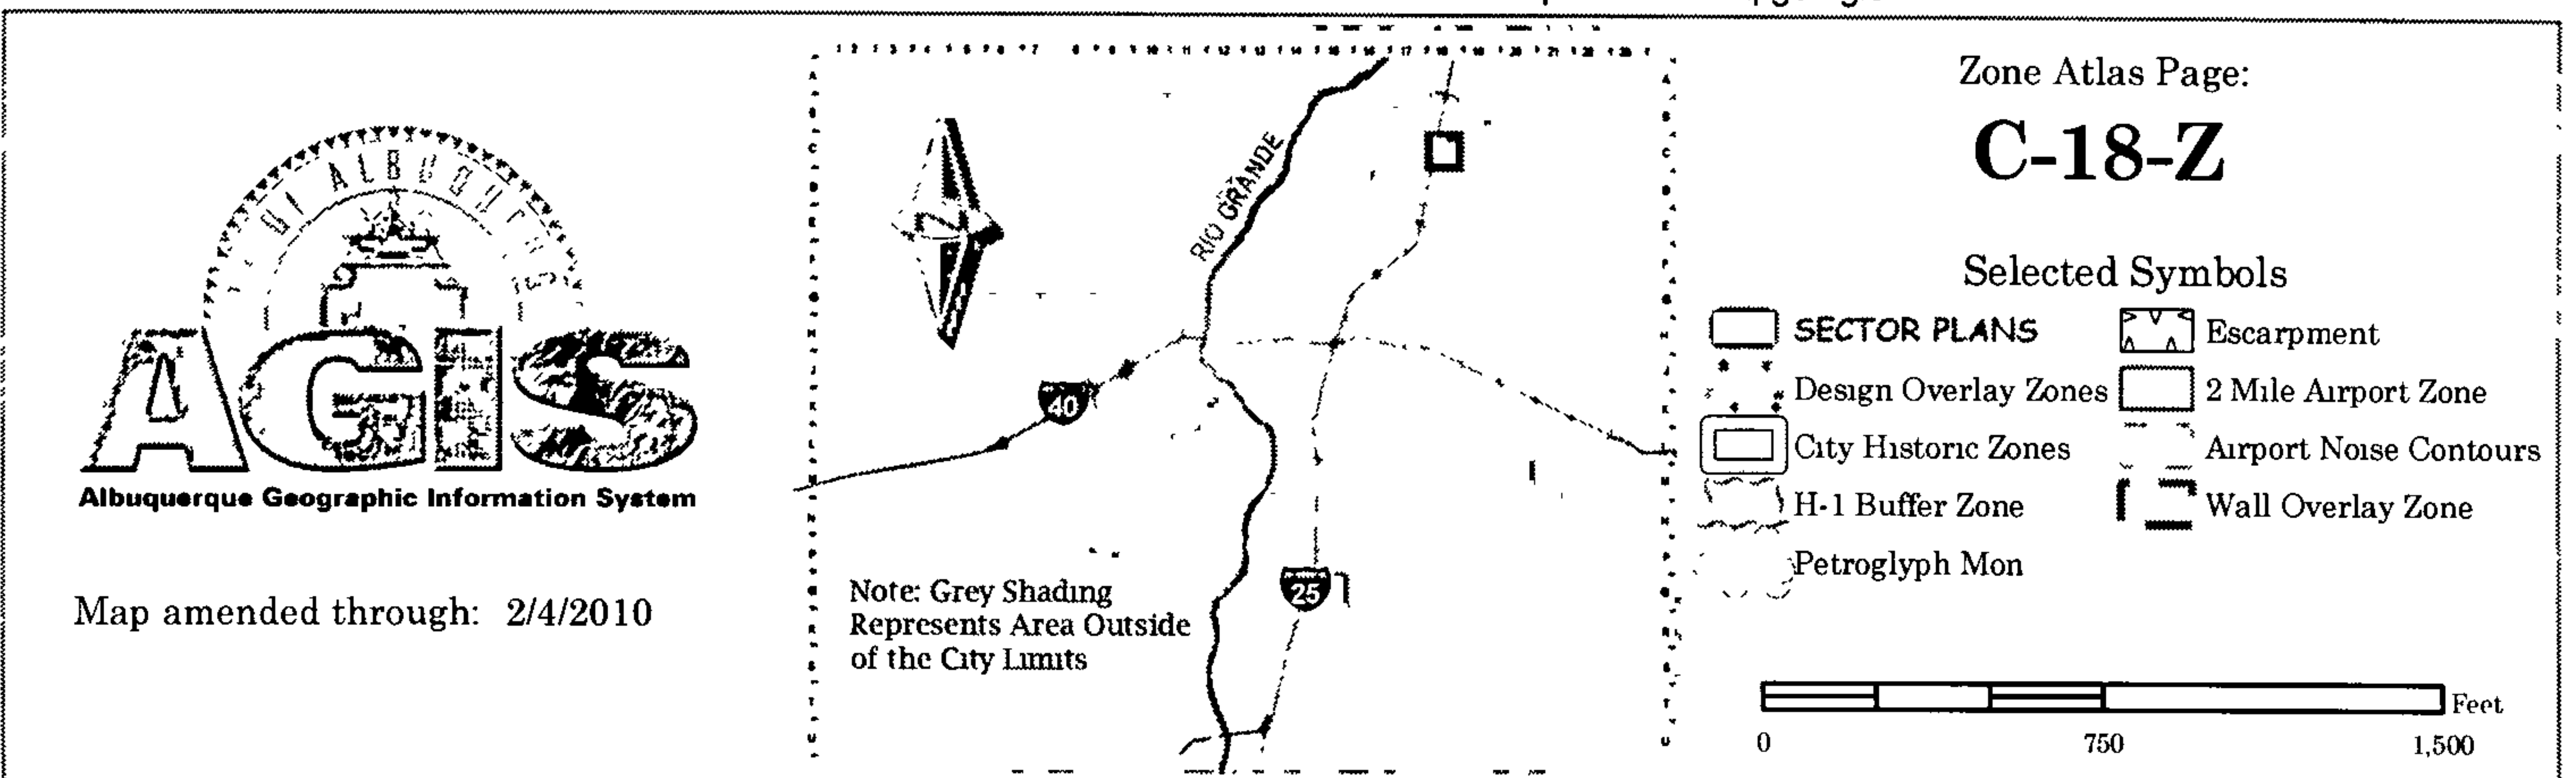 AGIS
Albuquerque Geographic Information System
Map amended through: 2/4/2010
RIO GRANDE
40
25
Note: Grey Shading
Represents Area Outside
of the City Limits
Zone Atlas Page:
C-18-Z
Selected Symbols
SECTOR PLANS
Design Overlay Zones
City Historic Zones
H-1 Buffer Zone
Petroglyph Mon
Escarpment
2 Mile Airport Zone
Airport Noise Contours
Wall Overlay Zone
Feet
0 750 1,500